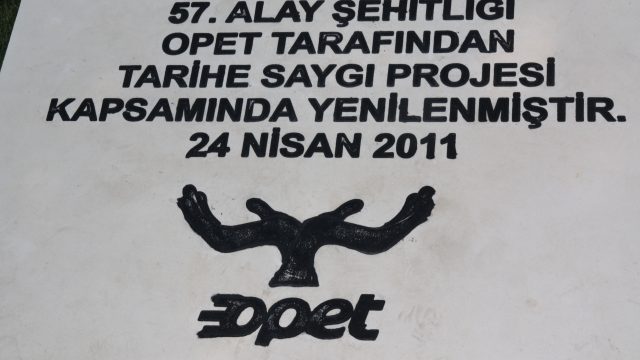 57. ALAY ŞEHİTLİĞİ
OPET TARAFINDAN
TARİHE SAYGI PROJESİ
KAPSAMINDA YENİLENMİŞTİR.
24 NİSAN 2011
opet